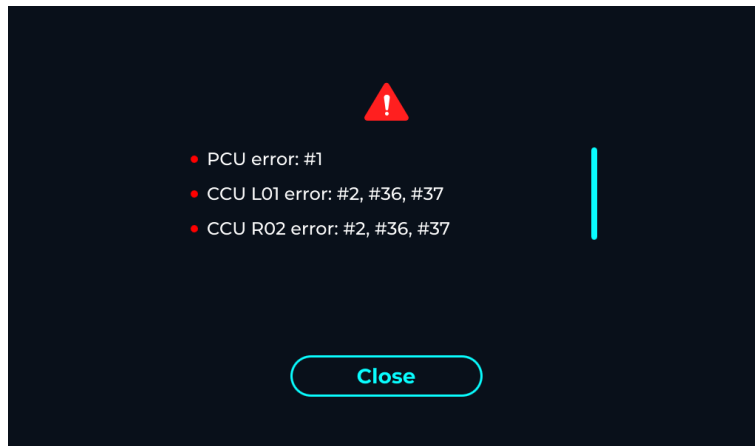 PCU error: #1
CCU L01 error: #2, #36, #37
CCU R02 error: #2, #36, #37
Close